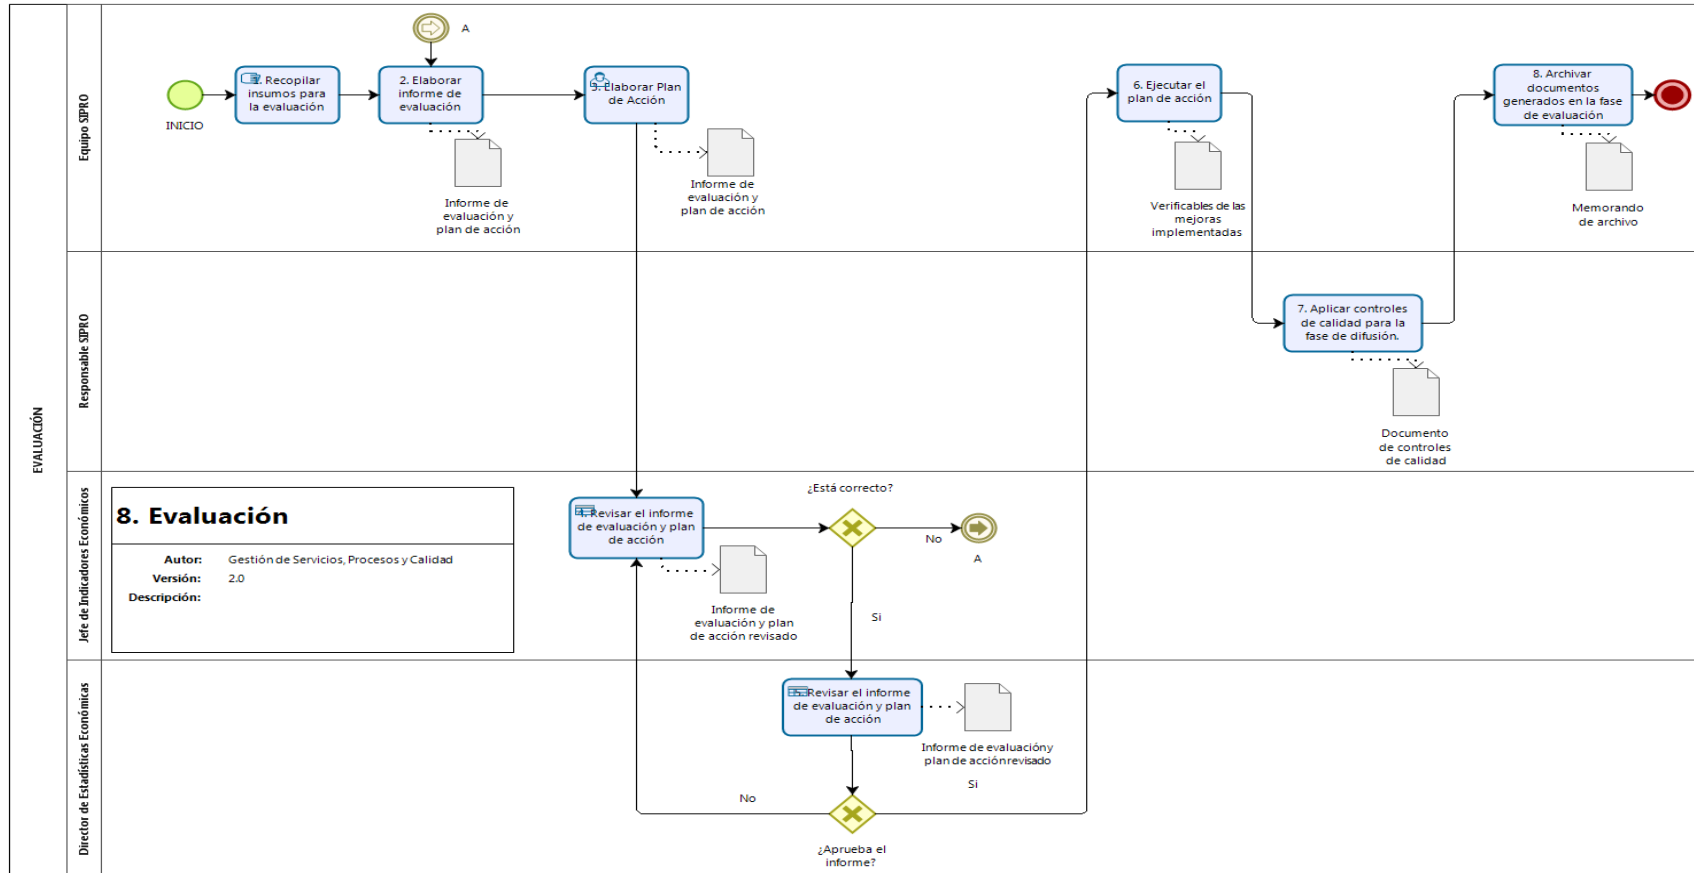 EVALUACIÓN
Equipo SIPRO
A
INICIO
1. Recopilar
insumos para
la evaluación
2. Elaborar
informe de
evaluación
Informe de
evaluación y
plan de acción
3. Elaborar Plan
de Acción
Informe de
evaluación y
plan de acción
6. Ejecutar el
plan de acción
Verificables de las
mejoras
implementadas
8. Archivar
documentos
generados en la fase
de evaluación
Memorando
de archivo
Responsable SIPRO
7. Aplicar controles
de calidad para la
fase de difusión.
Documento
de controles
de calidad
Jefe de Indicadores Económicos
8. Evaluación
Autor: Gestión de Servicios, Procesos y Calidad
Versión: 2.0
Descripción:
4. Revisar el informe
de evaluación y plan
de acción
Informe de
evaluación y plan
de acción revisado
¿Está correcto?
No
A
Si
Director de Estadísticas Económicas
5. Revisar el informe
de evaluación y plan
de acción
Informe de evaluación y
plan de acción revisado
Si
No
¿Aprueba el
informe?